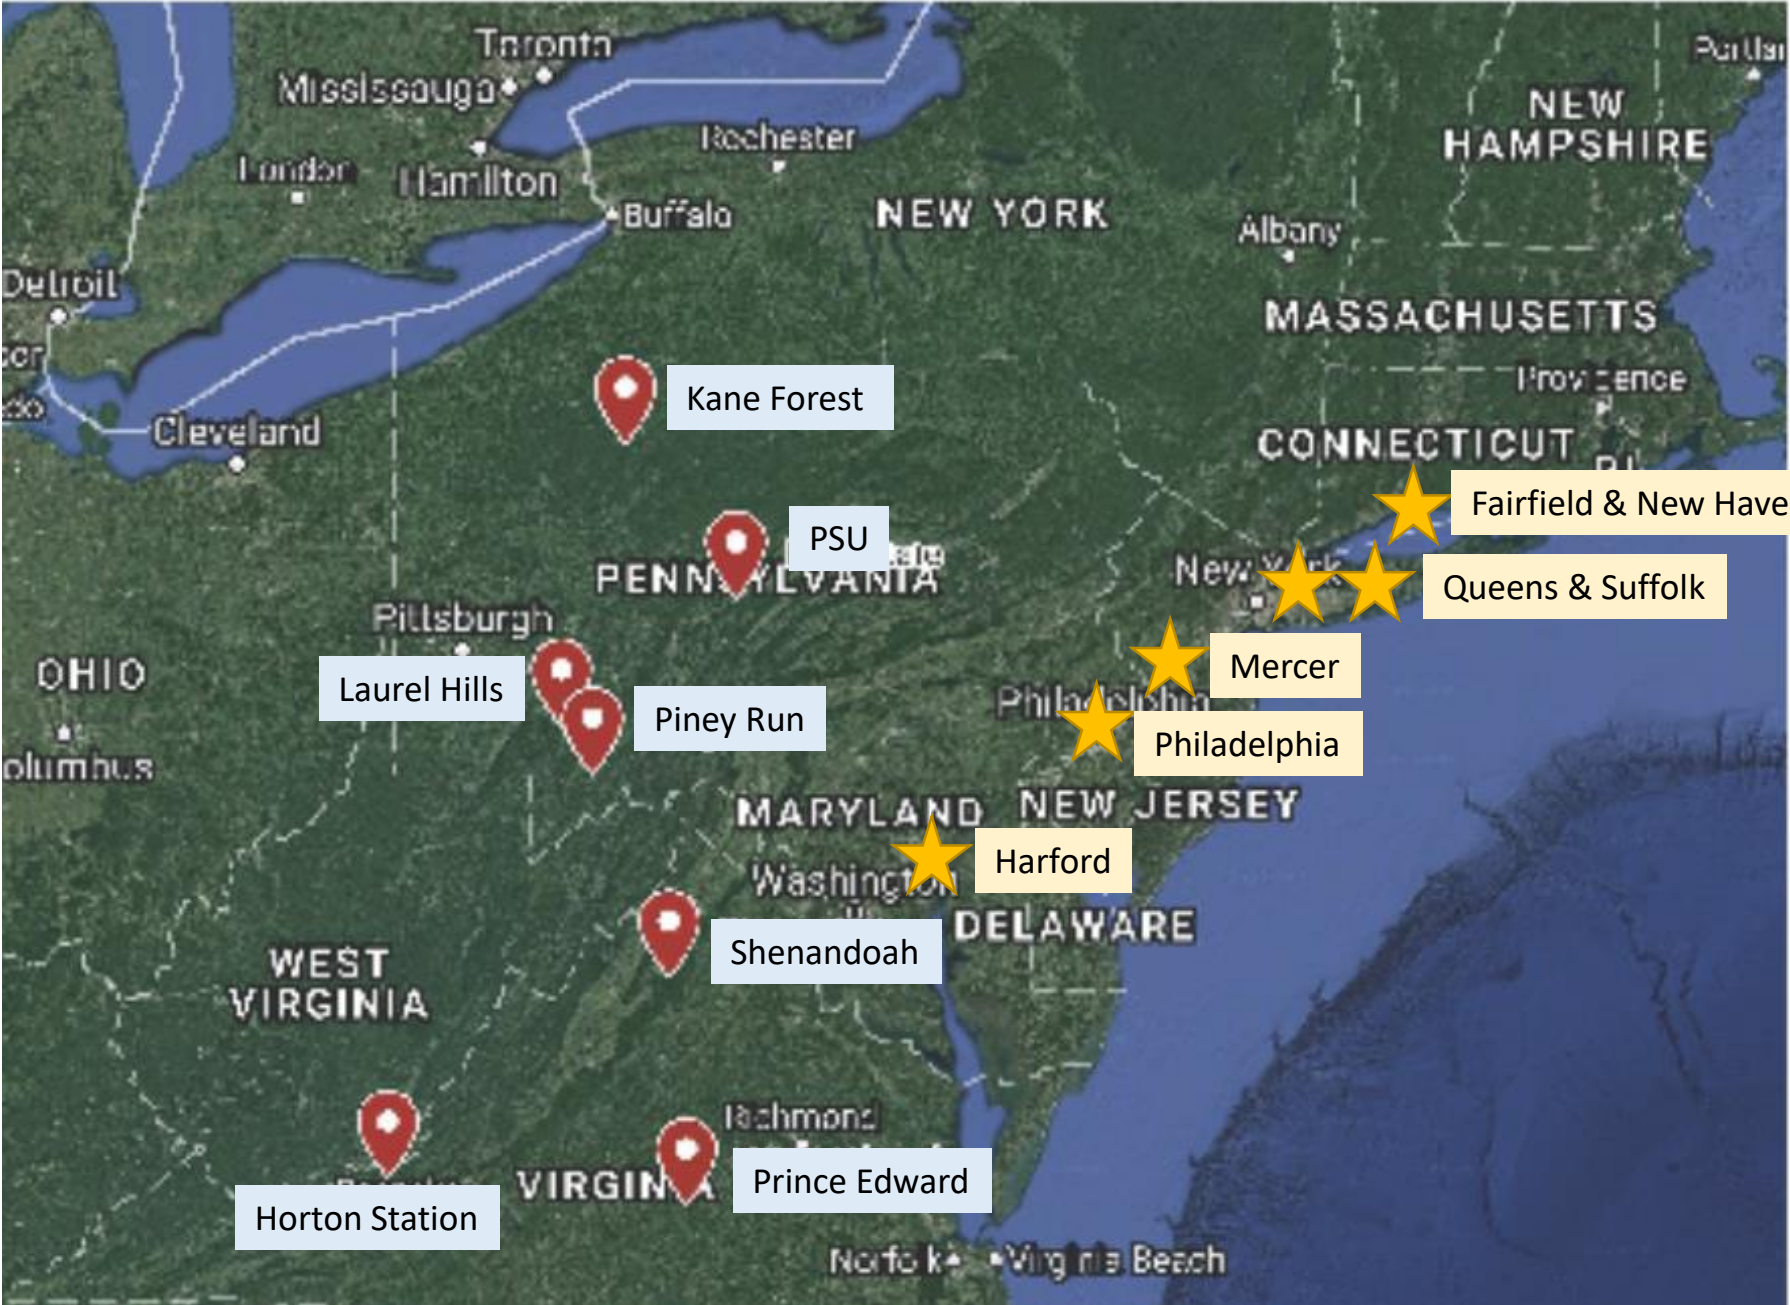 Toronto
Mississauga
Portla
NEW
HAMPSHIRE
Rochester
London
Hamilton
Buffalo
NEW YORK
Albany
Detroit
MASSACHUSETTS
Providence
Kane Forest
Cleveland
CONNECTICUT
Fairfield & New Have
PSU
PENNSYLVANIA
New York
Queens & Suffolk
Pittsburgh
OHIO
Mercer
Laurel Hills
Philadelphia
Piney Run
Philadelphia
olumbus
MARYLAND
NEW JERSEY
Harford
Washington
DELAWARE
Shenandoah
WEST
VIRGINIA
Richmond
Prince Edward
VIRGINIA
Horton Station
Norfolk
Virginia Beach